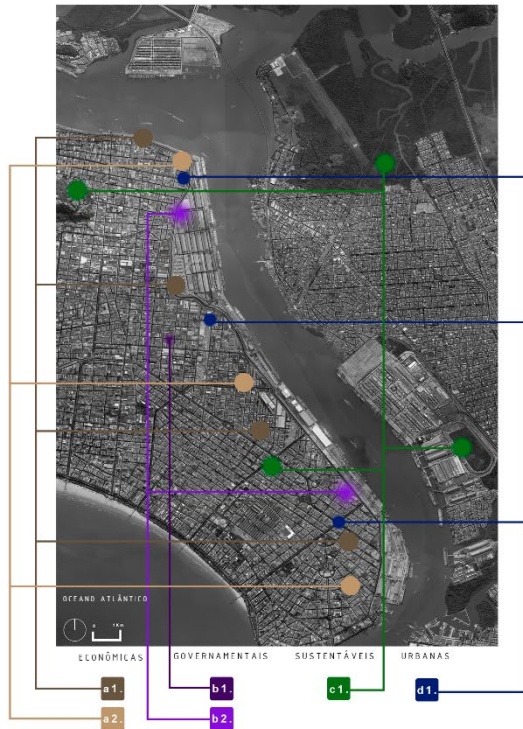 OCEANO ATLÂNTICO
0 1Km
ECONÔMICAS GOVERNAMENTAIS SUSTENTÁVEIS URBANAS
a1. b1. c1. d1.
a2. b2.